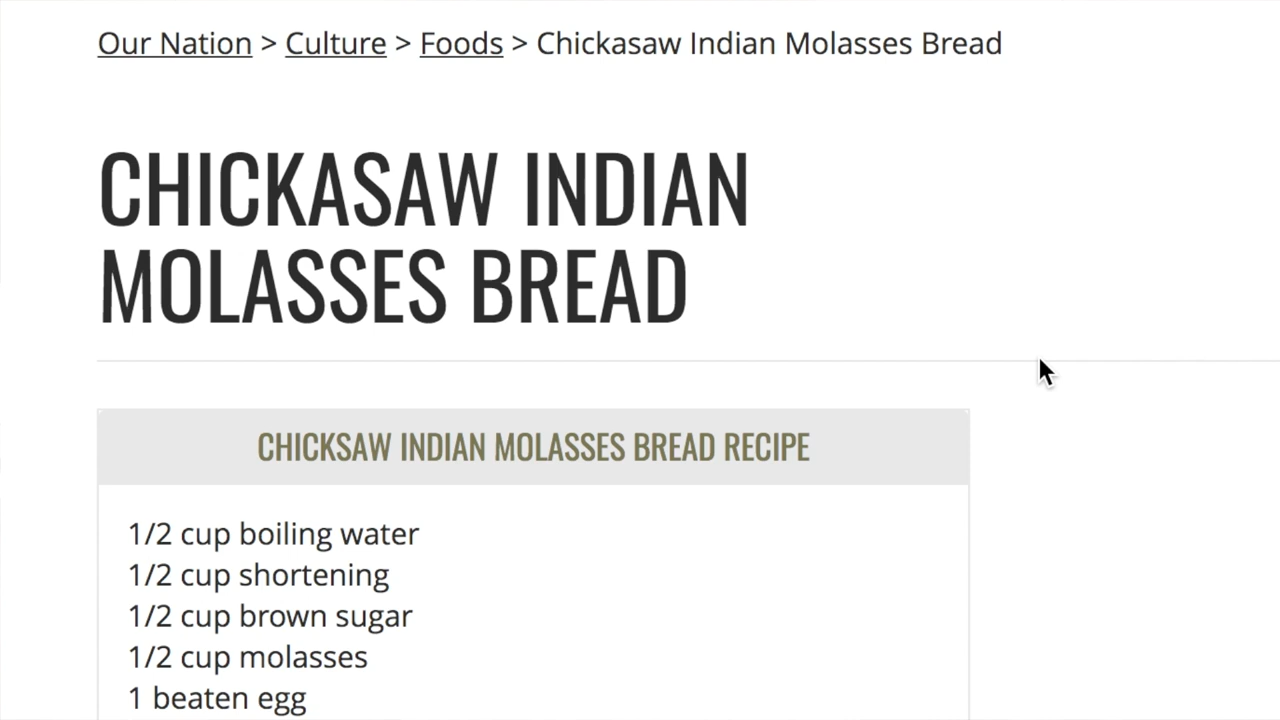 Our Nation > Culture > Foods > Chickasaw Indian Molasses Bread
CHICKASAW INDIAN
MOLASSES BREAD
CHICKSAW INDIAN MOLASSES BREAD RECIPE
1/2 cup boiling water
1/2 cup shortening
1/2 cup brown sugar
1/2 cup molasses
1 beaten egg